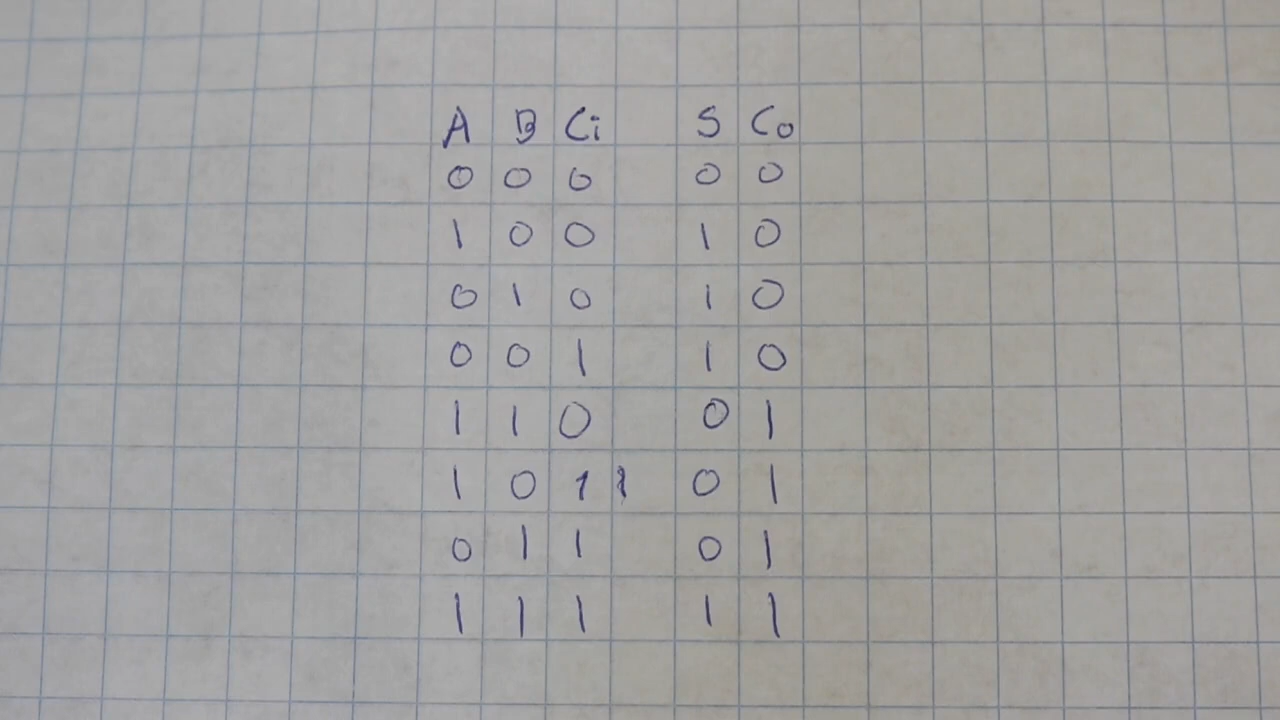 A B Ci S Co
0 0 0 0 0
1 0 0 1 0
0 1 0 1 0
0 0 1 1 0
1 1 0 0 1
1 0 1 0 1
0 1 1 0 1
1 1 1 1 1